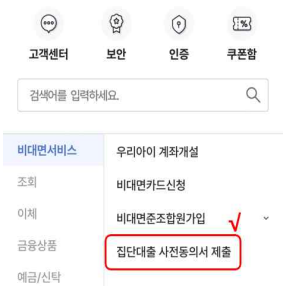 고객센터 보안 인증 쿠폰함
검색어를 입력하세요.
비대면서비스 우리아이 계좌개설
조회 비대면카드신청
이체 비대면준조합원가입
금융상품 집단대출 사전동의서 제출
예금/신탁